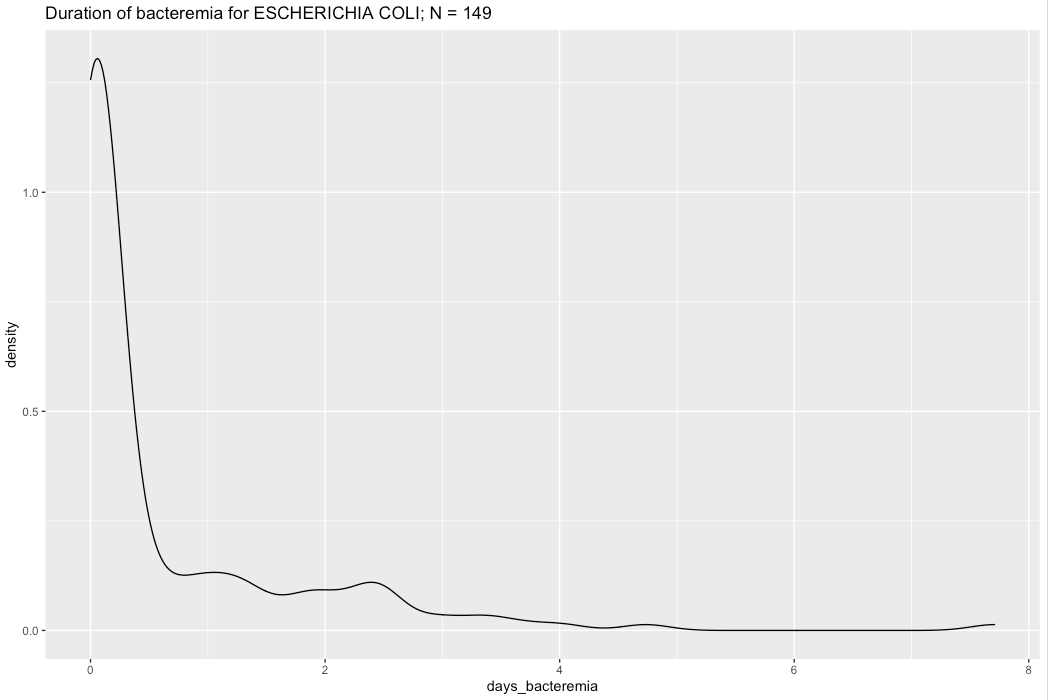 Duration of bacteremia for ESCHERICHIA COLI; N = 149
density
1.0
0.5
0.0
0 2 4 6 8
days_bacteremia